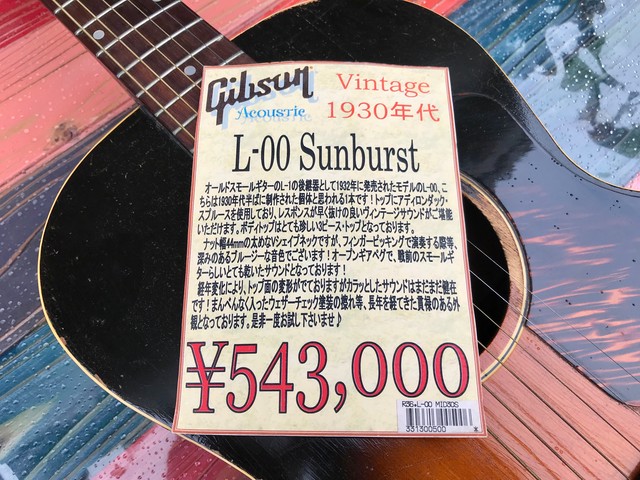 Gibson
Acoustic
Vintage
1930年代
L-00 Sunburst
オールドスモールギターのL-1の後継器として1932年に発売されたモデルのL-00、こ
ちらは1930年代半ばに制作された個体と思われる1本です！トップにアディロンダック・
スプルースを使用しており、レスポンスが早く抜けの良いヴィンテージサウンドがご堪能
いただけます。ボディトップはとても珍しい3ピース・トップとなっております。
ナット幅44mmの太めなVシェイプネックですが、フィンガーピッキングで演奏する際等、
深みのあるブルージーな音色でございます！オープンギアペグで、戦前のスモールギ
ターらしいとても乾いたサウンドとなっております！
経年変化により、トップ面の変形がでておりますがカラッとしたサウンドはまだまだ健在
です！まんべんなく入ったウェザーチェック塗装の擦れ等、長年を経てきた貫禄のある外
観となっております。是非一度お試し下さいませ♪
¥543,000
R38*L-00 MID30S
331300500